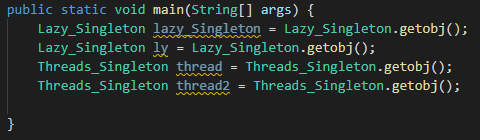 public static void main(String[] args) {
Lazy_Singleton lazy_Singleton = Lazy_Singleton.getobj();
Lazy_Singleton ly = Lazy_Singleton.getobj();
Threads_Singleton thread = Threads_Singleton.getobj();
Threads_Singleton thread2 = Threads_Singleton.getobj();
}